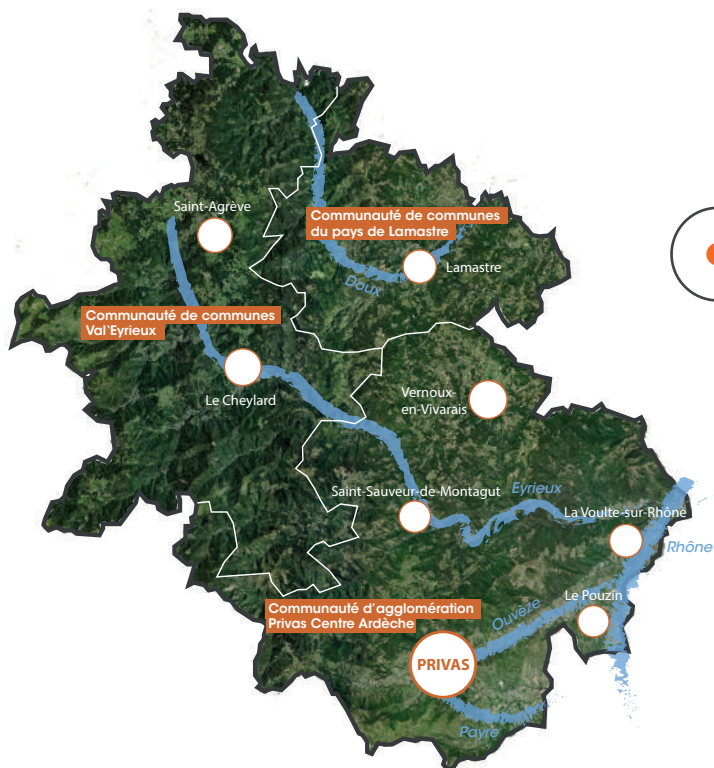 Saint-Agrève
Communauté de communes
du pays de Lamastre
Lamastre
Doux
Communauté de communes
Val'Eyrieux
Le Cheylard
Vernoux-
en-Vivarais
Saint-Sauveur-de-Montagut
Eyrieux
La Voulte-sur-Rhône
Rhône
Le Pouzin
Communauté d'agglomération
Privas Centre Ardèche
Ouvèze
PRIVAS
Payre